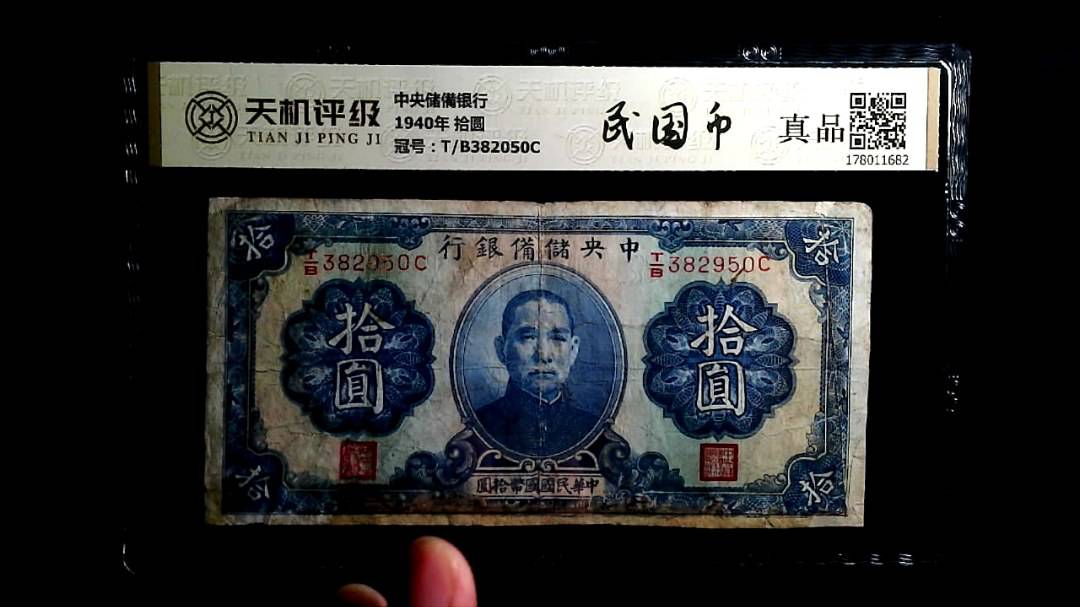 天机评级
TIAN JI PING JI
中央储備银行
1940年 拾圆
冠号：T/B382050C
民国币
真品
178011682
行銀備儲央中
T/B 382950C
T/B 382950C
拾
拾
拾圓
拾圓
圓拾幣國國民華中
拾
拾